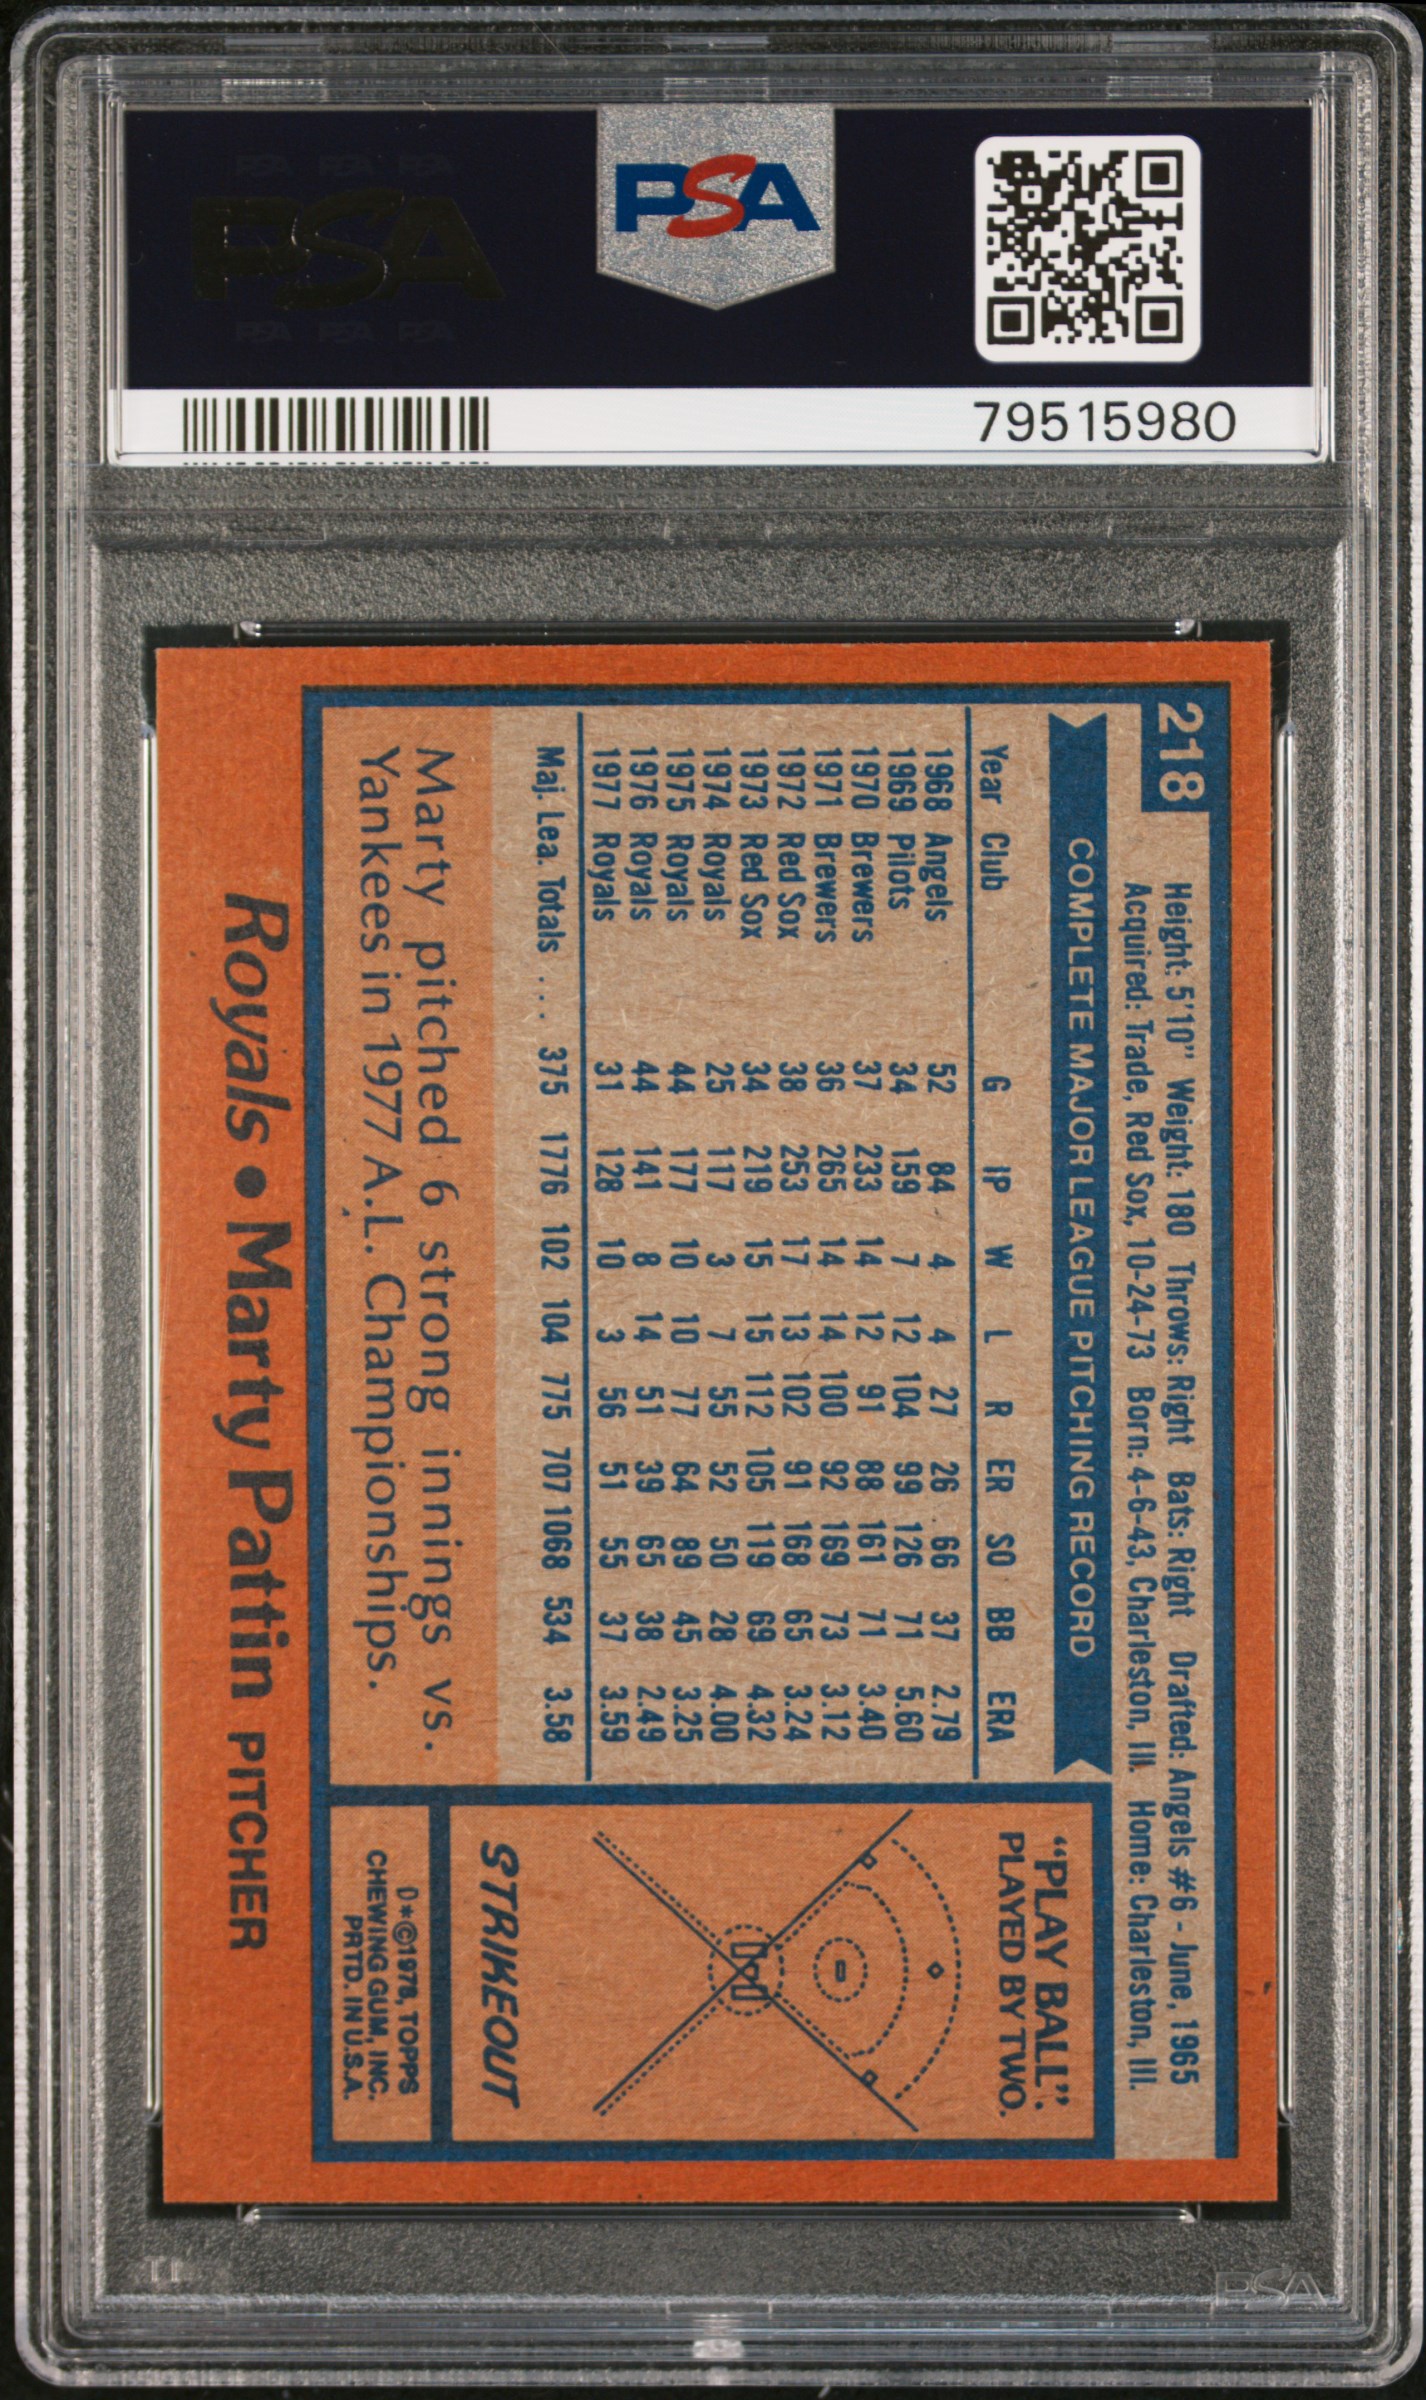 PSA
PSA PSA PSA
PSA
PSA PSA PSA
79515980
218
Height: 5'10" Weight: 180 Throws: Right Bats: Right Drafted: Angels #6 - June, 1965
Acquired: Trade, Red Sox, 10-24-73 Born: 4-6-43, Charleston, Ill. Home: Charleston, Ill.
COMPLETE MAJOR LEAGUE PITCHING RECORD
Year Club G IP W L R ER SO BB ERA
1968 Angels 52 84 4 4 27 26 66 37 2.79
1969 Pilots 34 159 7 12 104 99 126 71 5.60
1970 Brewers 37 233 14 12 91 88 161 71 3.40
1971 Brewers 36 265 14 14 100 92 169 73 3.12
1972 Red Sox 38 253 17 13 102 91 168 65 3.24
1973 Red Sox 34 219 15 15 112 105 119 69 4.32
1974 Royals 25 117 3 7 55 52 50 28 4.00
1975 Royals 44 177 10 10 77 64 89 45 3.25
1976 Royals 44 141 8 14 51 39 65 38 2.49
1977 Royals 31 128 10 3 56 51 55 37 3.59
Maj. Lea. Totals ... 375 1776 102 104 775 707 1068 534 3.58
Marty pitched 6 strong innings vs.
Yankees in 1977 A.L. Championships.
"PLAY BALL":
PLAYED BY TWO.
STRIKEOUT
D*©1978, TOPPS
CHEWING GUM, INC.
PRTD. IN U.S.A.
Royals • Marty Pattin PITCHER
PSA